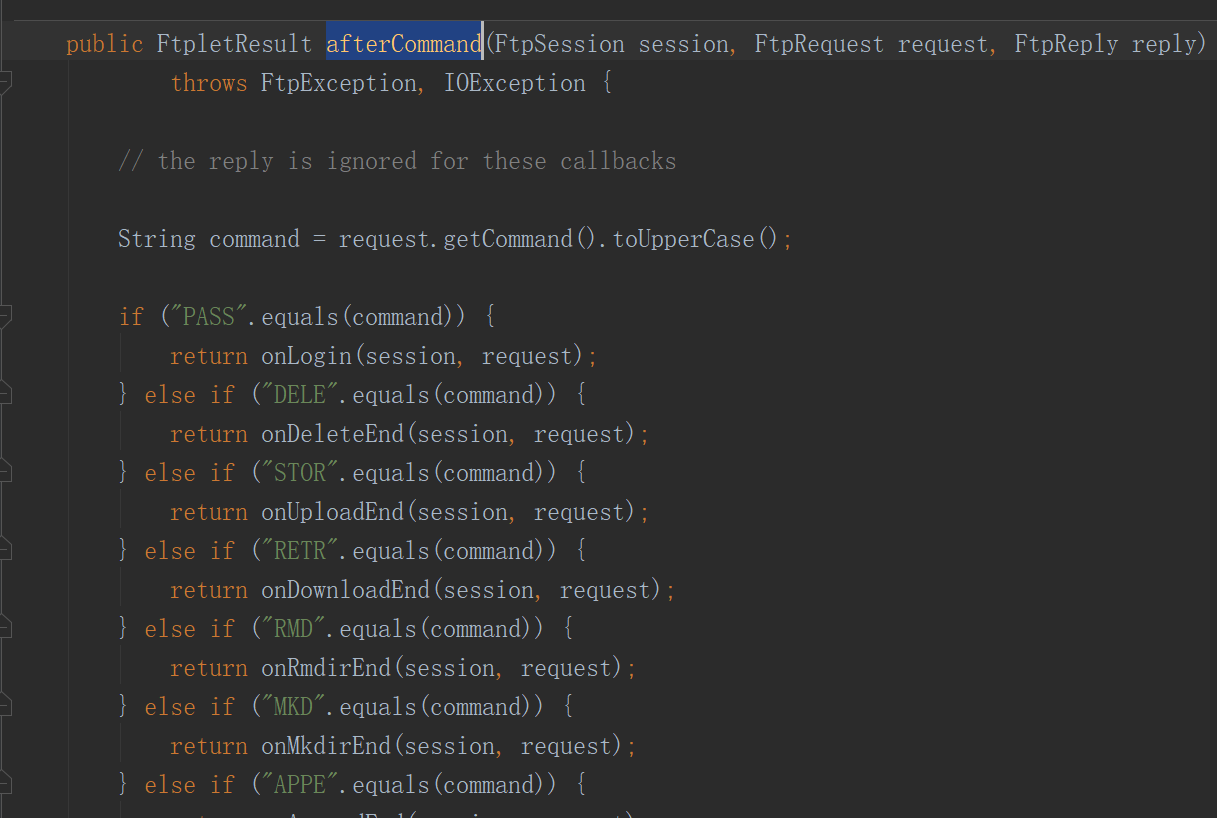 public FtpletResult afterCommand(FtpSession session, FtpRequest request, FtpReply reply)
throws FtpException, IOException {
// the reply is ignored for these callbacks
String command = request.getCommand().toUpperCase();
if ("PASS".equals(command)) {
return onLogin(session, request);
} else if ("DELE".equals(command)) {
return onDeleteEnd(session, request);
} else if ("STOR".equals(command)) {
return onUploadEnd(session, request);
} else if ("RETR".equals(command)) {
return onDownloadEnd(session, request);
} else if ("RMD".equals(command)) {
return onRmdirEnd(session, request);
} else if ("MKD".equals(command)) {
return onMkdirEnd(session, request);
} else if ("APPE".equals(command)) {